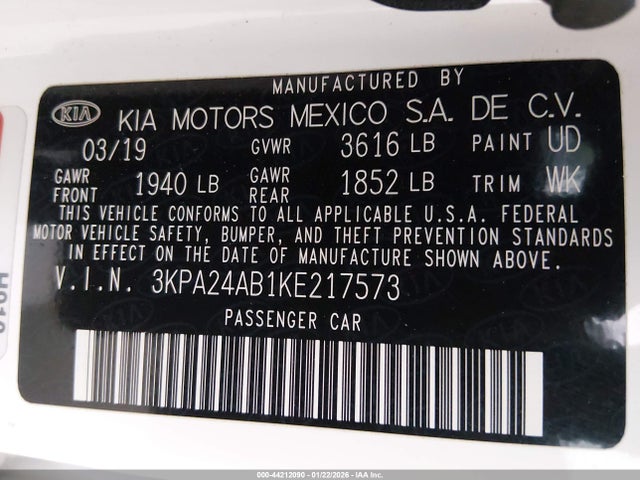 MANUFACTURED BY
KIA KIA MOTORS MEXICO S.A. DE C.V.
03/19 GVWR 3616 LB PAINT UD
GAWR FRONT 1940 LB GAWR REAR 1852 LB TRIM WK
THIS VEHICLE CONFORMS TO ALL APPLICABLE U.S.A. FEDERAL
MOTOR VEHICLE SAFETY, BUMPER, AND THEFT PREVENTION STANDARDS
IN EFFECT ON THE DATE OF MANUFACTURE SHOWN ABOVE.
V.I.N. 3KPA24AB1KE217573
PASSENGER CAR
000-44212090 - 01/22/2026 - IAA Inc.